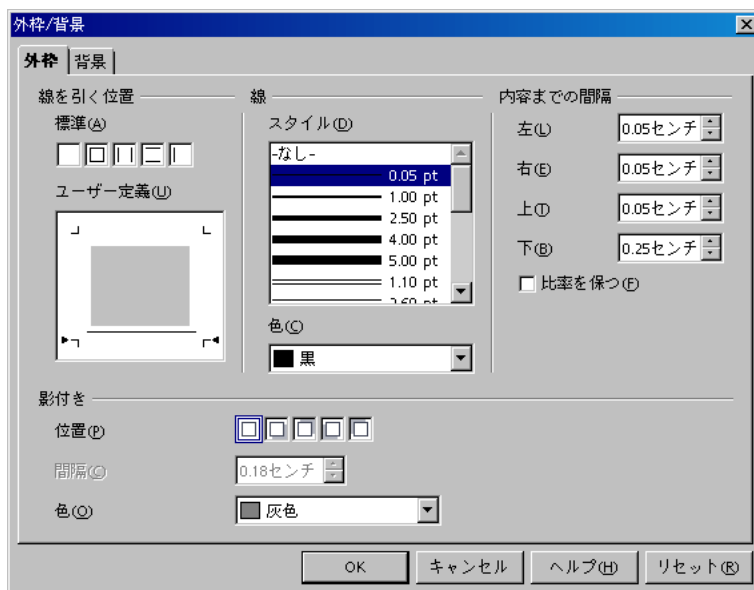 外枠/背景
外枠 背景
線を引く位置
標準(A)
ユーザー定義(U)
線
スタイル(D)
-なし-
0.05 pt
1.00 pt
2.50 pt
4.00 pt
5.00 pt
1.10 pt
2.60 pt
色(C)
黒
内容までの間隔
左(L) 0.05センチ
右(E) 0.05センチ
上(T) 0.05センチ
下(B) 0.25センチ
比率を保つ(F)
影付き
位置(P)
間隔(C) 0.18センチ
色(O) 灰色
OK キャンセル ヘルプ(H) リセット(R)